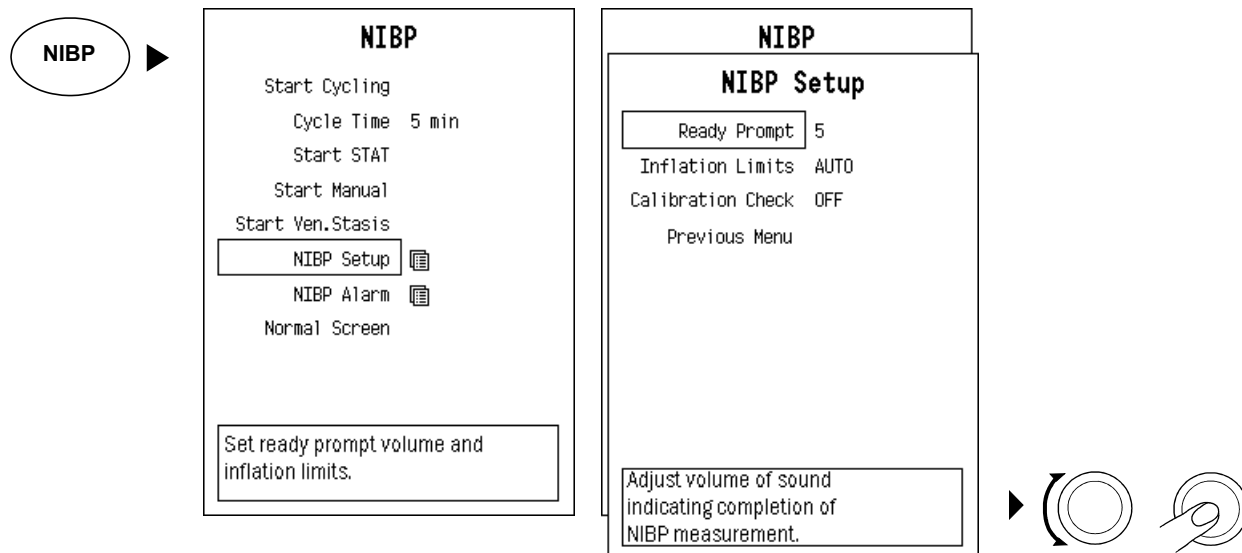 NIBP
NIBP
Start Cycling
Cycle Time 5 min
Start STAT
Start Manual
Start Ven.Stasis
NIBP Setup
NIBP Alarm
Normal Screen
Set ready prompt volume and
inflation limits.
NIBP
NIBP Setup
Ready Prompt 5
Inflation Limits AUTO
Calibration Check OFF
Previous Menu
Adjust volume of sound
indicating completion of
NIBP measurement.